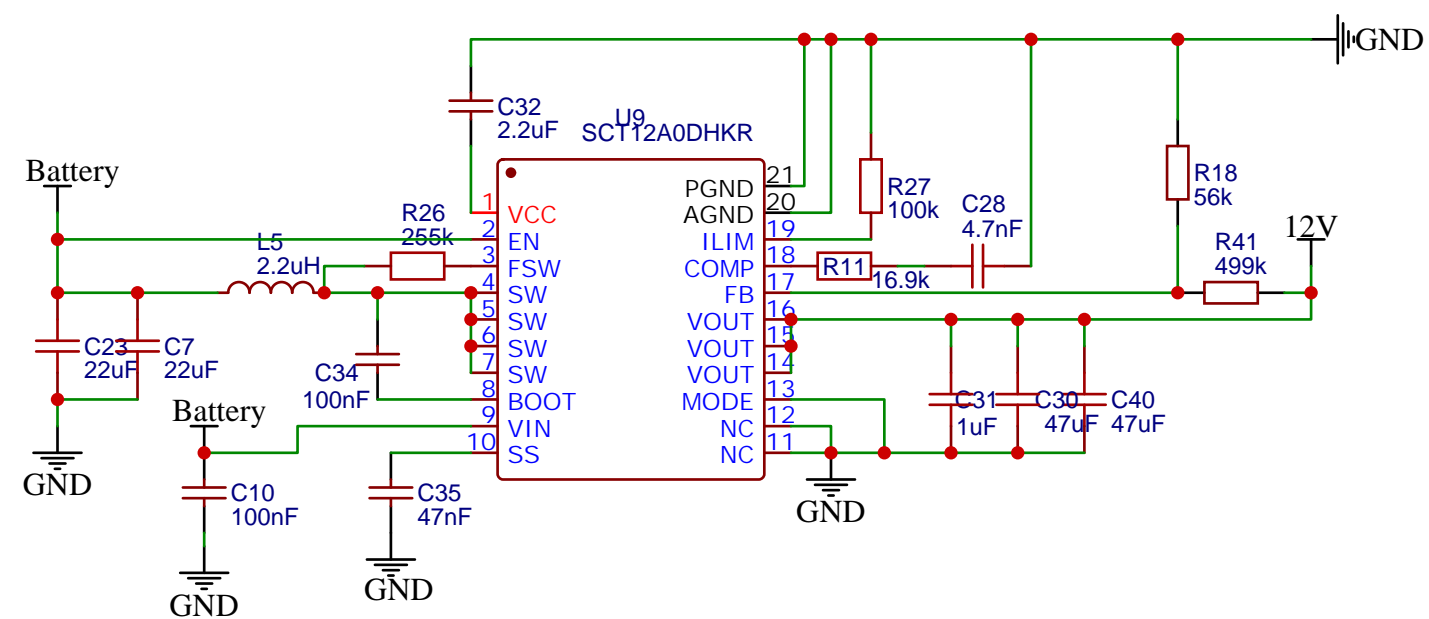 GND
C32
2.2uF
U9
SCT12A0DHKR
Battery
1
VCC
2
EN
3
FSW
4
SW
5
SW
6
SW
7
SW
8
BOOT
9
VIN
10
SS
PGND
21
AGND
20
ILIM
19
COMP
18
FB
17
VOUT
16
VOUT
15
VOUT
14
MODE
13
NC
12
NC
11
R26
255k
L5
2.2uH
R27
100k
C28
4.7nF
R11
16.9k
R18
56k
12V
R41
499k
C23
22uF
C7
22uF
C34
100nF
Battery
GND
C10
100nF
GND
C35
47nF
GND
C31
1uF
C30
47uF
C40
47uF
GND